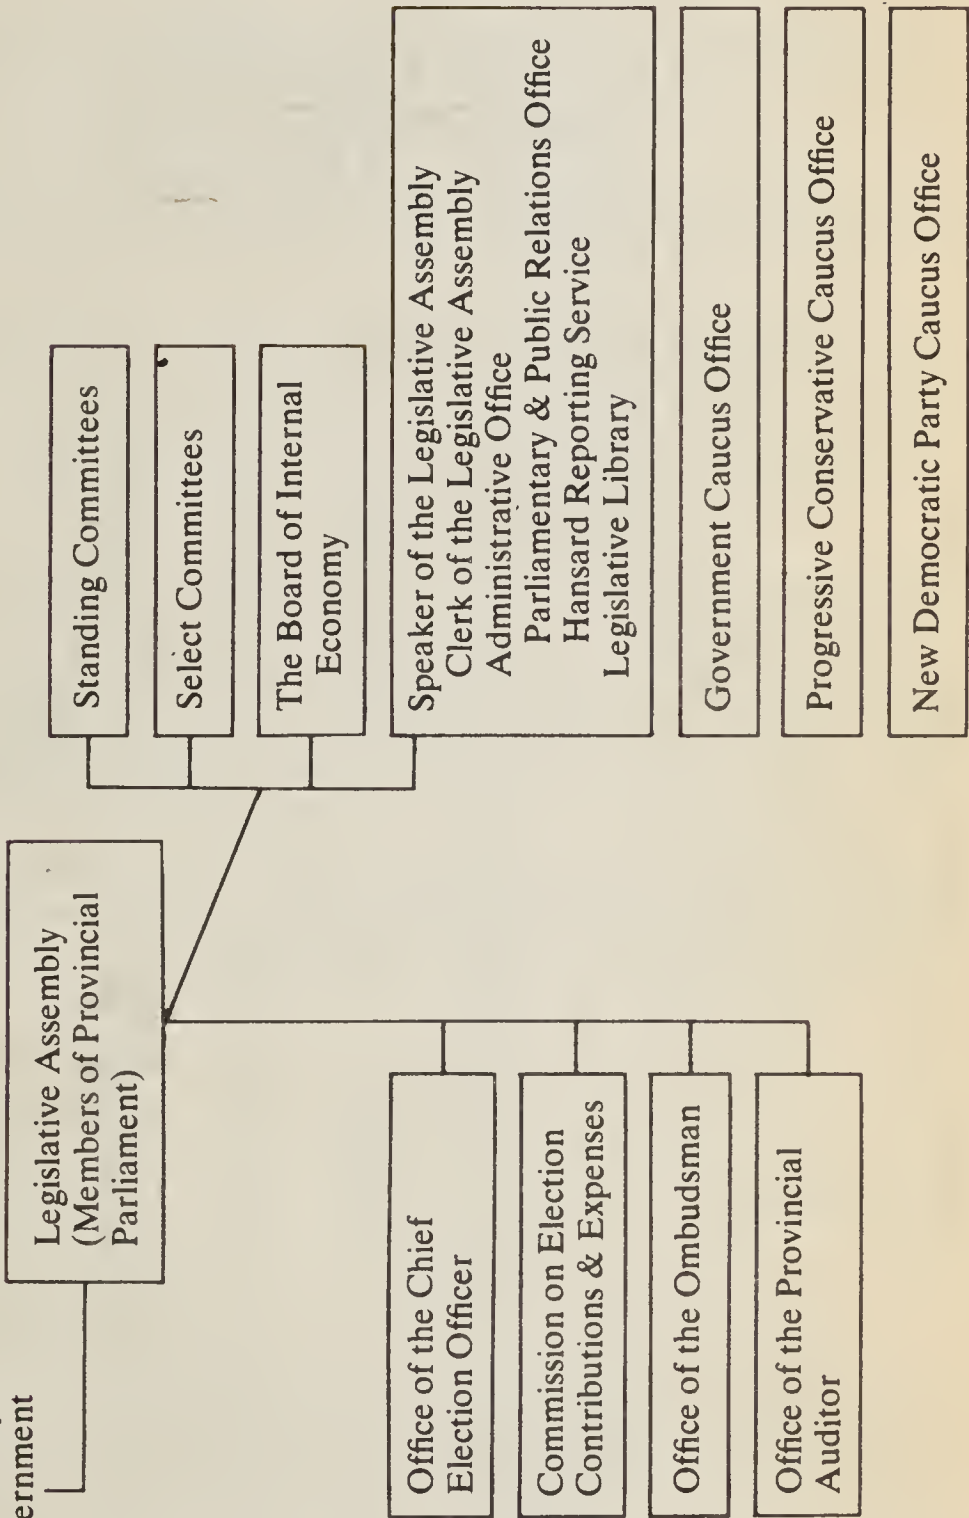 ernment
Legislative Assembly
(Members of Provincial
Parliament)
Standing Committees
Select Committees
The Board of Internal
Economy
Speaker of the Legislative Assembly
Clerk of the Legislative Assembly
Administrative Office
Parliamentary & Public Relations Office
Hansard Reporting Service
Legislative Library
Government Caucus Office
Progressive Conservative Caucus Office
New Democratic Party Caucus Office
Office of the Chief
Election Officer
Commission on Election
Contributions & Expenses
Office of the Ombudsman
Office of the Provincial
Auditor